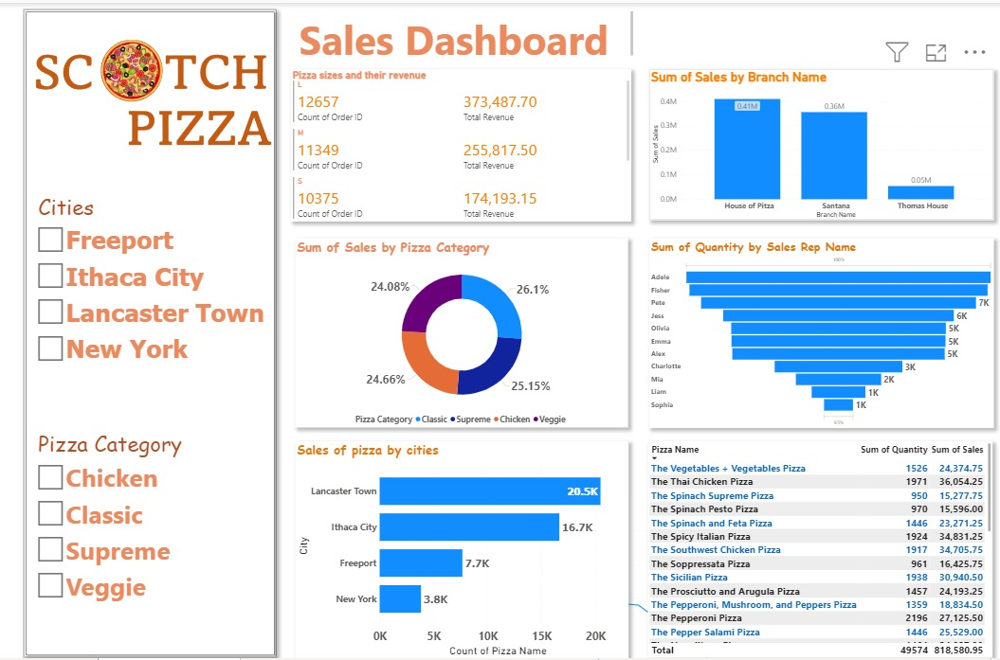 SC TCH
PIZZA
Cities
Freeport
Ithaca City
Lancaster Town
New York
Pizza Category
Chicken
Classic
Supreme
Veggie
Sales Dashboard
Pizza sizes and their revenue
L
12657 373,487.70
Count of Order ID Total Revenue
M
11349 255,817.50
Count of Order ID Total Revenue
S
10375 174,193.15
Count of Order ID Total Revenue
Sum of Sales by Branch Name
Sum of Sales
0.4M
0.3M
0.2M
0.1M
0.0M
0.41M 0.36M 0.05M
House of Pitza Santana Thomas House
Branch Name
Sum of Sales by Pizza Category
24.08% 26.1%
24.66% 25.15%
Pizza Category Classic Supreme Chicken Veggie
Sum of Quantity by Sales Rep Name
100%
Adele
Fisher
Pete 7K
Jess 6K
Olivia 5K
Emma 5K
Alex 5K
Charlotte 3K
Mia 2K
Liam 1K
Sophia 1K
Sales of pizza by cities
City
Lancaster Town 20.5K
Ithaca City 16.7K
Freeport 7.7K
New York 3.8K
0K 5K 10K 15K 20K
Count of Pizza Name
Pizza Name Sum of Quantity Sum of Sales
The Vegetables + Vegetables Pizza 1526 24,374.75
The Thai Chicken Pizza 1971 36,054.25
The Spinach Supreme Pizza 950 15,277.75
The Spinach Pesto Pizza 970 15,596.00
The Spinach and Feta Pizza 1446 23,271.25
The Spicy Italian Pizza 1924 34,831.25
The Southwest Chicken Pizza 1917 34,705.75
The Soppressata Pizza 961 16,425.75
The Sicilian Pizza 1938 30,940.50
The Prosciutto and Arugula Pizza 1457 24,193.25
The Pepperoni, Mushroom, and Peppers Pizza 1359 18,834.50
The Pepperoni Pizza 2196 27,125.50
The Pepper Salami Pizza 1446 25,529.00
Total 49574 818,580.95